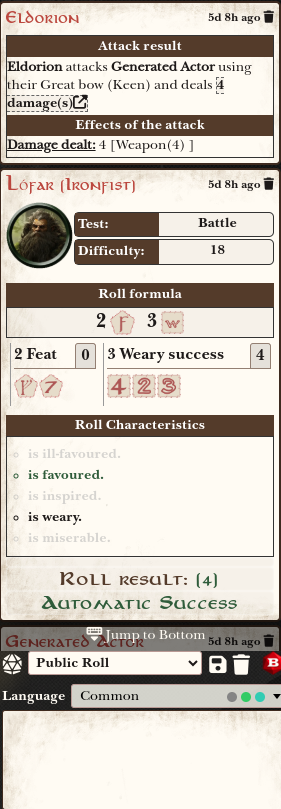 Eldorion 5d 8h ago
Attack result
Eldorion attacks Generated Actor using
their Great bow (Keen) and deals 4
damage(s)
Effects of the attack
Damage dealt: 4 [Weapon(4) ]
Lófar (Ironfist) 5d 8h ago
Test: Battle
Difficulty: 18
Roll formula
2 F 3 W
2 Feat 0 3 Weary success 4
7 4 2 3
Roll Characteristics
is ill-favoured.
is favoured.
is inspired.
is weary.
is miserable.
Roll result: (4)
Automatic Success
Generated Actor 5d 8h ago
Jump to Bottom
Public Roll B
Language Common